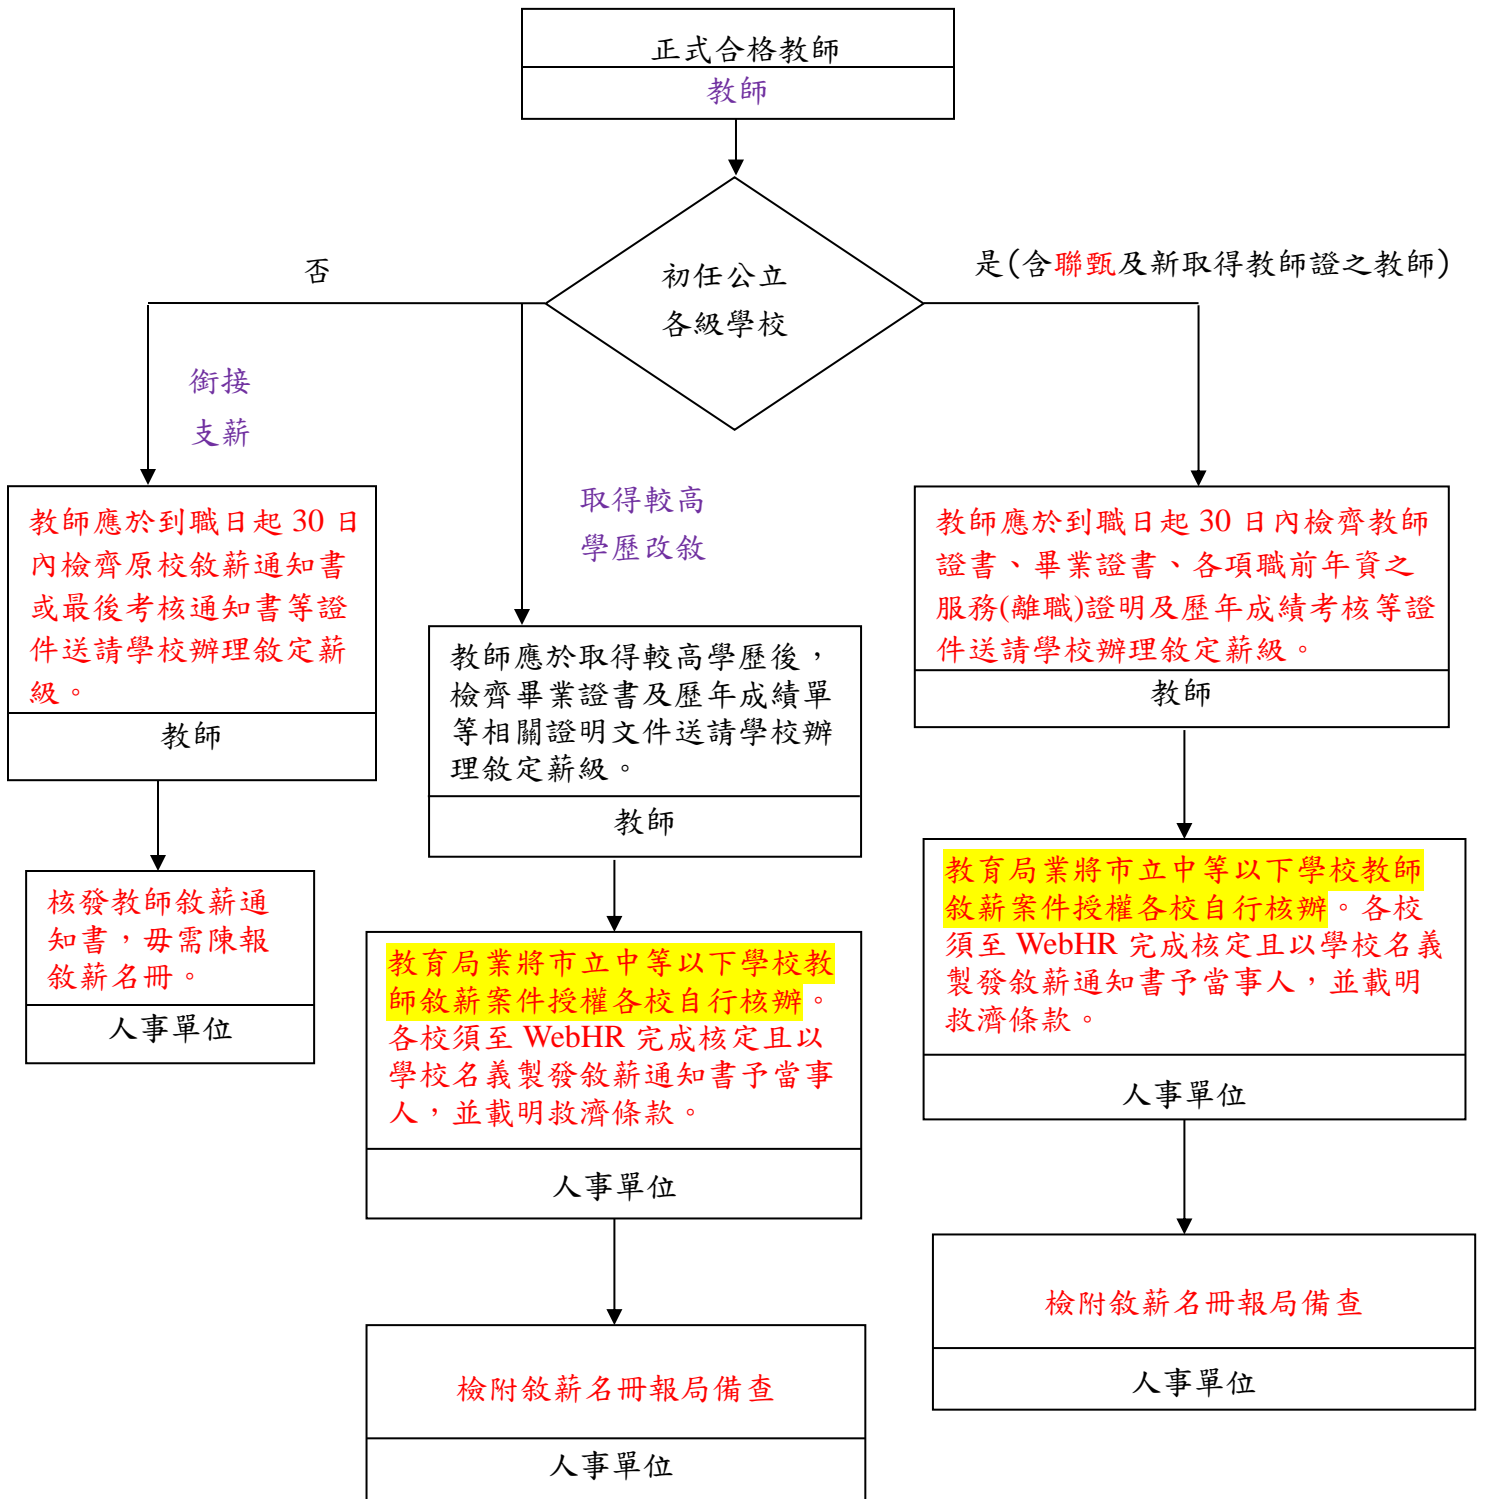 正式合格教師
教師
初任公立
各級學校
否
是(含聯甄及新取得教師證之教師)
銜接
支薪
取得較高
學歷改敘
教師應於到職日起 30 日
內檢齊原校敘薪通知書
或最後考核通知書等證
件送請學校辦理敘定薪
級。
教師
核發教師敘薪通
知書，毋需陳報
敘薪名冊。
人事單位
教師應於取得較高學歷後，
檢齊畢業證書及歷年成績單
等相關證明文件送請學校辦
理敘定薪級。
教師
教育局業將市立中等以下學校教
師敘薪案件授權各校自行核辦。
各校須至 WebHR 完成核定且以
學校名義製發敘薪通知書予當事
人，並載明救濟條款。
人事單位
檢附敘薪名冊報局備查
人事單位
教師應於到職日起 30 日內檢齊教師
證書、畢業證書、各項職前年資之
服務(離職)證明及歷年成績考核等證
件送請學校辦理敘定薪級。
教師
教育局業將市立中等以下學校教師
敘薪案件授權各校自行核辦。各校
須至 WebHR 完成核定且以學校名義
製發敘薪通知書予當事人，並載明
救濟條款。
人事單位
檢附敘薪名冊報局備查
人事單位